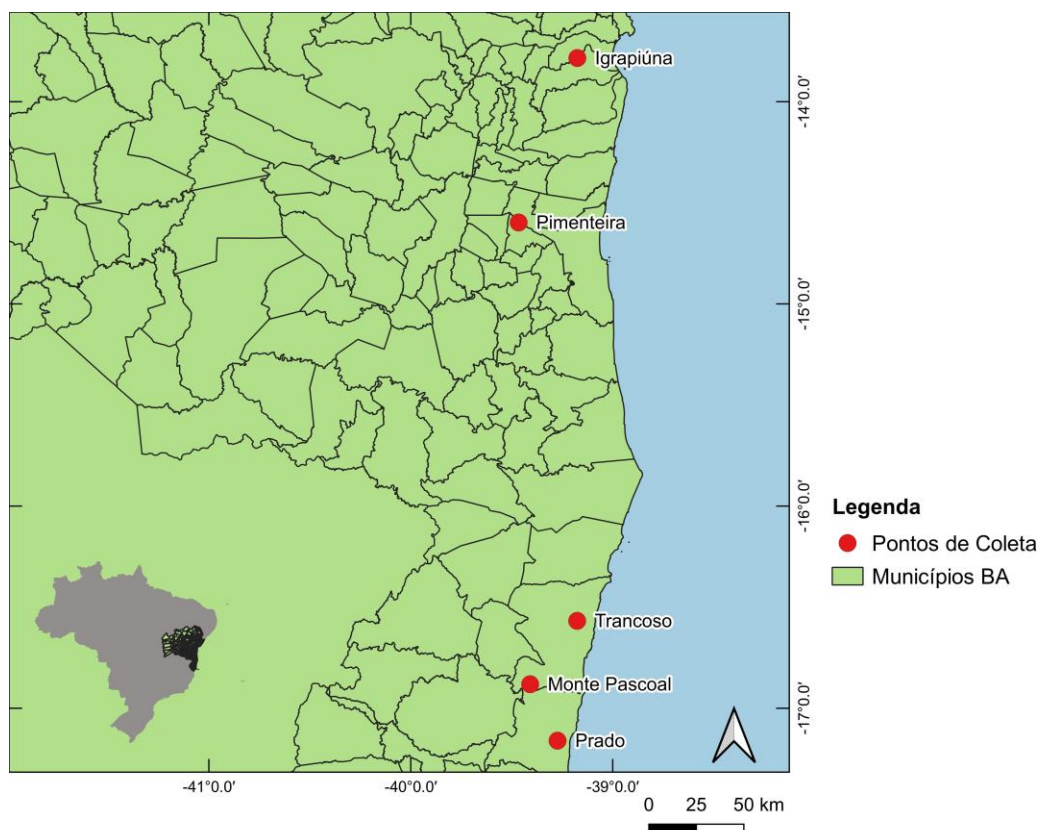 Igrapiúna
-14°0.0'
Pimenteira
-15°0.0'
-16°0.0'
Legenda
Pontos de Coleta
Municípios BA
Trancoso
Monte Pascoal
-17°0.0'
Prado
-41°0.0'
-40°0.0'
-39°0.0'
0 25 50 km